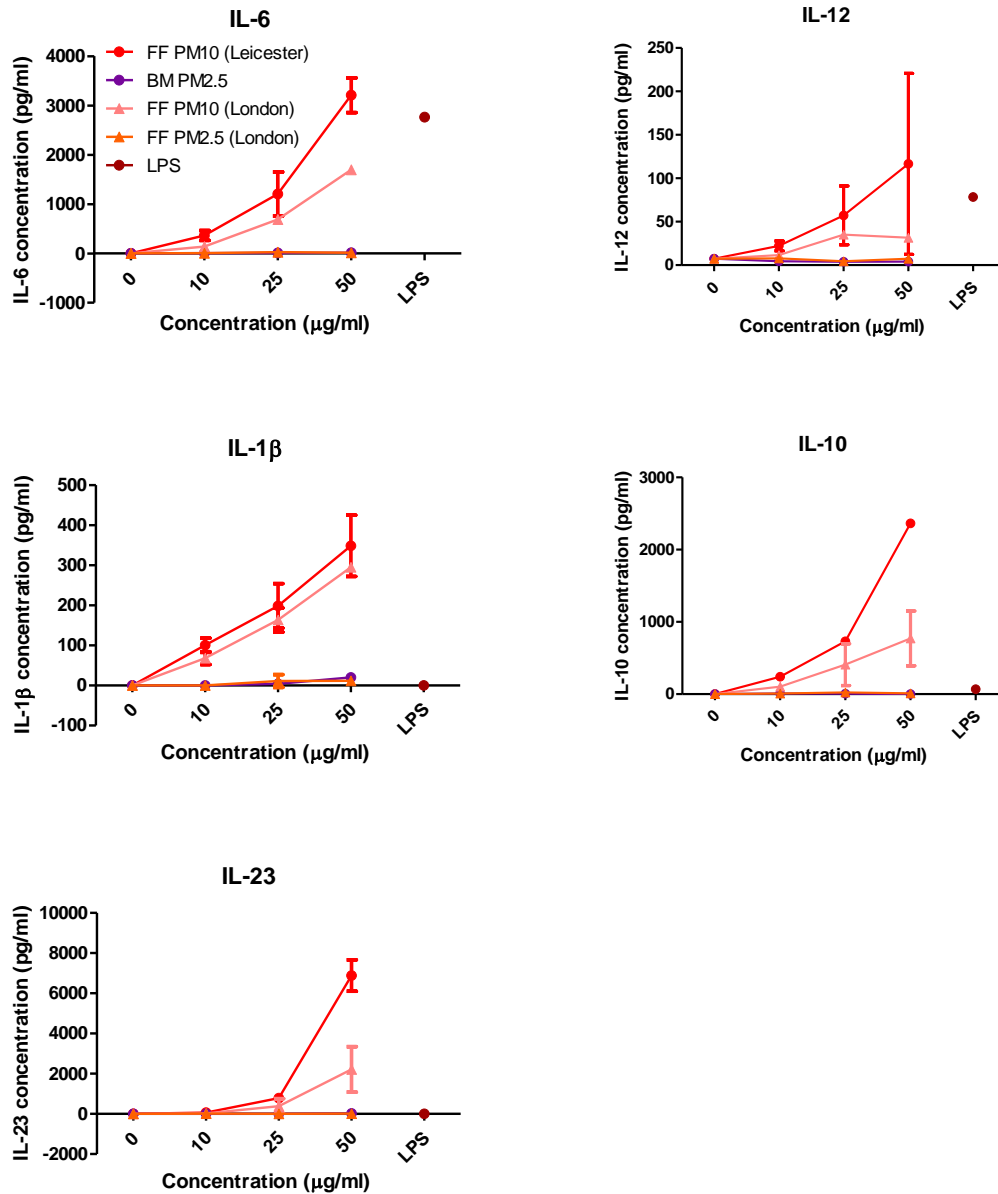 IL-6
IL-6 concentration (pg/ml)
4000
3000
2000
1000
0
-1000
FF PM10 (Leicester)
BM PM2.5
FF PM10 (London)
FF PM2.5 (London)
LPS
0
10
25
50
LPS
Concentration (μg/ml)
IL-12
IL-12 concentration (pg/ml)
250
200
150
100
50
0
0
10
25
50
LPS
Concentration (μg/ml)
IL-1β
IL-1β concentration (pg/ml)
500
400
300
200
100
0
-100
0
10
25
50
LPS
Concentration (μg/ml)
IL-10
IL-10 concentration (pg/ml)
3000
2000
1000
0
0
10
25
50
LPS
Concentration (μg/ml)
IL-23
IL-23 concentration (pg/ml)
10000
8000
6000
4000
2000
0
-2000
0
10
25
50
LPS
Concentration (μg/ml)